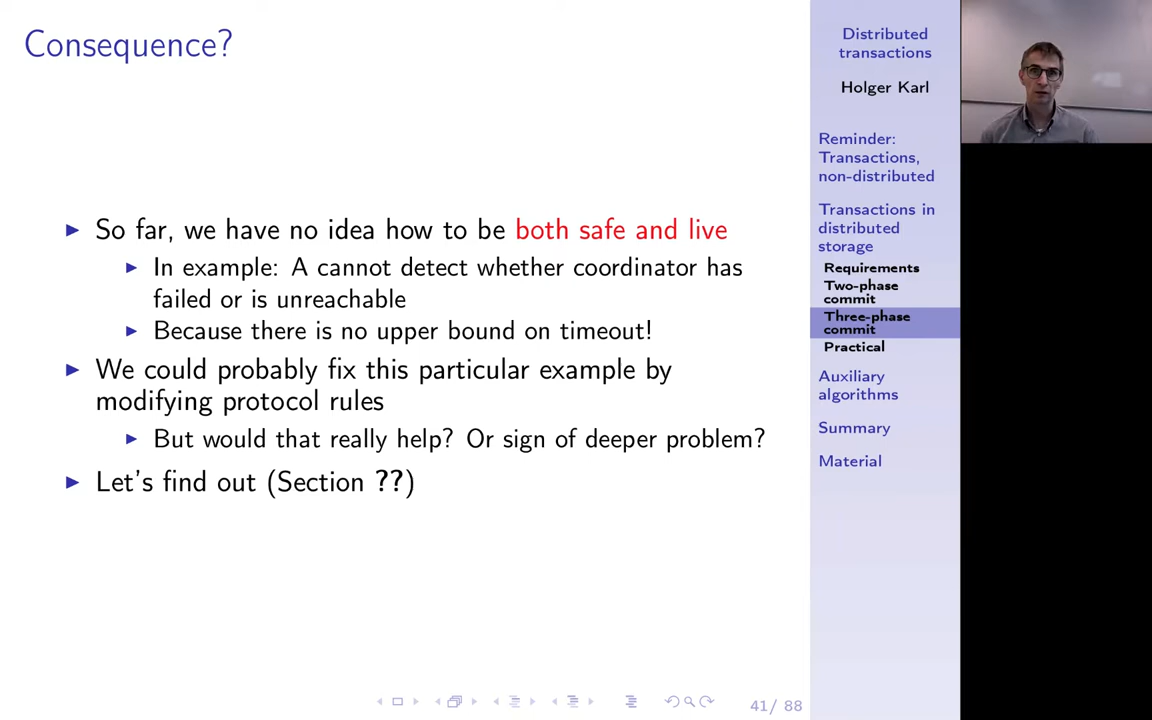 Consequence?
So far, we have no idea how to be both safe and live
In example: A cannot detect whether coordinator has
failed or is unreachable
Because there is no upper bound on timeout!
We could probably fix this particular example by
modifying protocol rules
But would that really help? Or sign of deeper problem?
Let's find out (Section ??)
41/ 88
Distributed
transactions
Holger Karl
Reminder:
Transactions,
non-distributed
Transactions in
distributed
storage
Requirements
Two-phase
commit
Three-phase
commit
Practical
Auxiliary
algorithms
Summary
Material